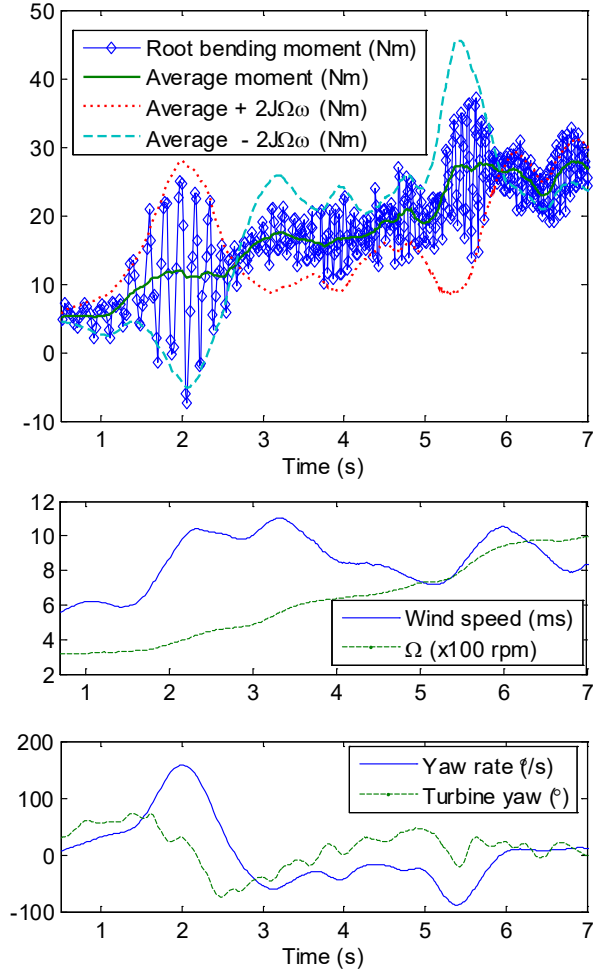 50
40
30
20
10
0
-10
Root bending moment (Nm)
Average moment (Nm)
Average + 2JΩω (Nm)
Average - 2JΩω (Nm)
1 2 3 4 5 6 7
Time (s)
12
10
8
6
4
2
Wind speed (ms)
Ω (x100 rpm)
1 2 3 4 5 6 7
200
100
0
-100
Yaw rate (°/s)
Turbine yaw (°)
1 2 3 4 5 6 7
Time (s)